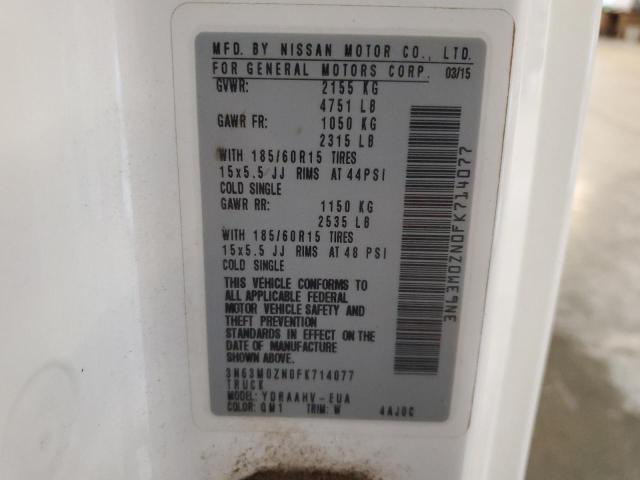 MFD. BY NISSAN MOTOR CO., LTD.
FOR GENERAL MOTORS CORP. 03/15
GVWR: 2155 KG
4751 LB
GAWR FR: 1050 KG
2315 LB
WITH 185/60R15 TIRES
15x5.5 JJ RIMS AT 44PSI
COLD SINGLE
GAWR RR: 1150 KG
2535 LB
WITH 185/60R15 TIRES
15x5.5 JJ RIMS AT 48 PSI
COLD SINGLE
THIS VEHICLE CONFORMS TO
ALL APPLICABLE FEDERAL
MOTOR VEHICLE SAFETY AND
THEFT PREVENTION
STANDARDS IN EFFECT ON THE
DATE OF MANUFACTURE
SHOWN ABOVE.
3N63M0ZN0FK714077
TRUCK
MODEL: YDRAAHV-EUA
COLOR: QM1 TRIM: W 4AJ0C
3N63M0ZN0FK714077